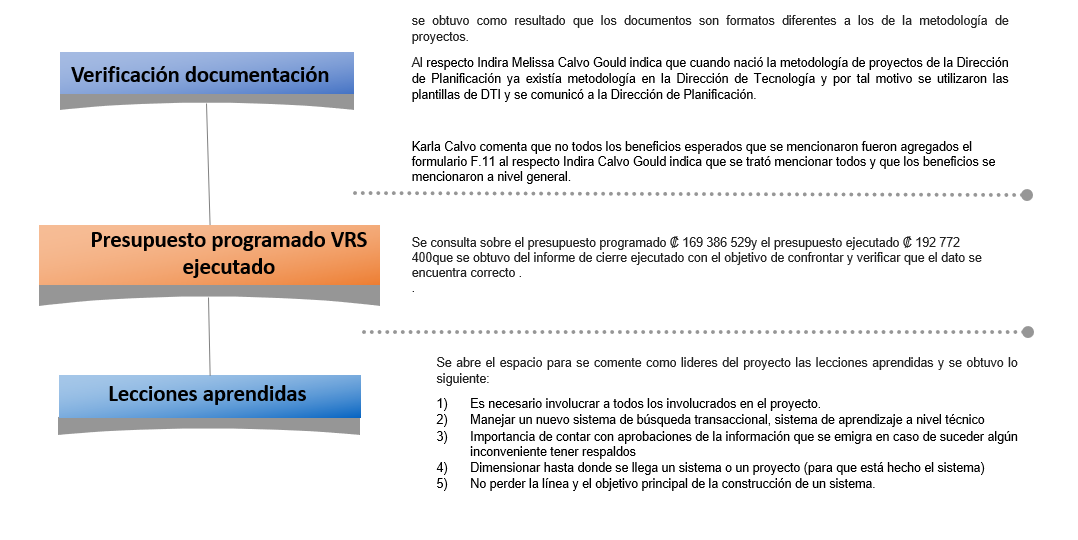 se obtuvo como resultado que los documentos son formatos diferentes a los de la metodología de
proyectos.
Verificación documentación
Al respecto Indira Melissa Calvo Gould indica que cuando nació la metodología de proyectos de la Dirección
de Planificación ya existía metodología en la Dirección de Tecnología y por tal motivo se utilizaron las
plantillas de DTI y se comunicó a la Dirección de Planificación.
Karla Calvo comenta que no todos los beneficios esperados que se mencionaron fueron agregados el
formulario F.11 al respecto Indira Calvo Gould indica que se trató mencionar todos y que los beneficios se
mencionaron a nivel general.
Presupuesto programado VRS
ejecutado
Se consulta sobre el presupuesto programado ₡ 169 386 529y el presupuesto ejecutado ₡ 192 772
400que se obtuvo del informe de cierre ejecutado con el objetivo de confrontar y verificar que el dato se
encuentra correcto .
.
Lecciones aprendidas
Se abre el espacio para se comente como lideres del proyecto las lecciones aprendidas y se obtuvo lo
siguiente:
1) Es necesario involucrar a todos los involucrados en el proyecto.
2) Manejar un nuevo sistema de búsqueda transaccional, sistema de aprendizaje a nivel técnico
3) Importancia de contar con aprobaciones de la información que se emigra en caso de suceder algún
inconveniente tener respaldos
4) Dimensionar hasta donde se llega un sistema o un proyecto (para que está hecho el sistema)
5) No perder la línea y el objetivo principal de la construcción de un sistema.